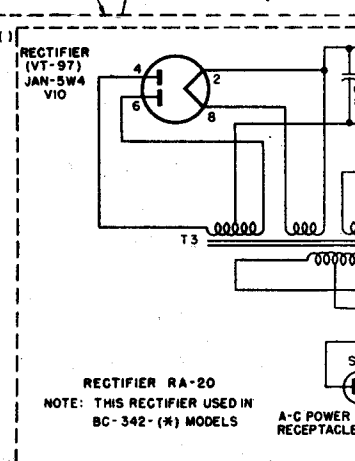 RECTIFIER
(VT-97)
JAN-5W4
V10
4
2
6
8
T3
RECTIFIER RA-20
NOTE: THIS RECTIFIER USED IN
BC-342-(*) MODELS
A-C POWER
RECEPTACLE
S